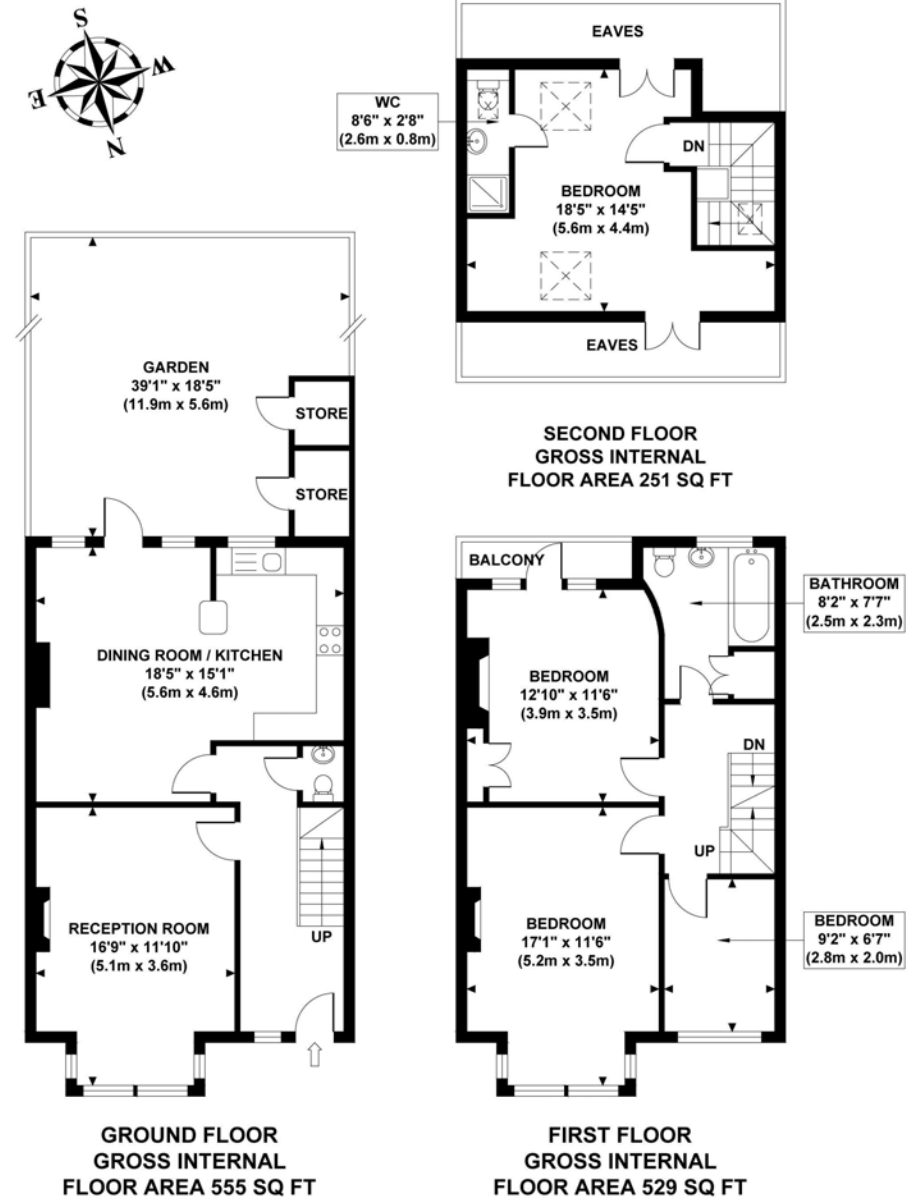 S
W
E
N
EAVES
WC
8'6" x 2'8"
(2.6m x 0.8m)
DN
BEDROOM
18'5" x 14'5"
(5.6m x 4.4m)
EAVES
SECOND FLOOR
GROSS INTERNAL
FLOOR AREA 251 SQ FT
GARDEN
39'1" x 18'5"
(11.9m x 5.6m)
STORE
STORE
DINING ROOM / KITCHEN
18'5" x 15'1"
(5.6m x 4.6m)
RECEPTION ROOM
16'9" x 11'10"
(5.1m x 3.6m)
UP
GROUND FLOOR
GROSS INTERNAL
FLOOR AREA 555 SQ FT
BALCONY
BATHROOM
8'2" x 7'7"
(2.5m x 2.3m)
BEDROOM
12'10" x 11'6"
(3.9m x 3.5m)
DN
UP
BEDROOM
17'1" x 11'6"
(5.2m x 3.5m)
BEDROOM
9'2" x 6'7"
(2.8m x 2.0m)
FIRST FLOOR
GROSS INTERNAL
FLOOR AREA 529 SQ FT